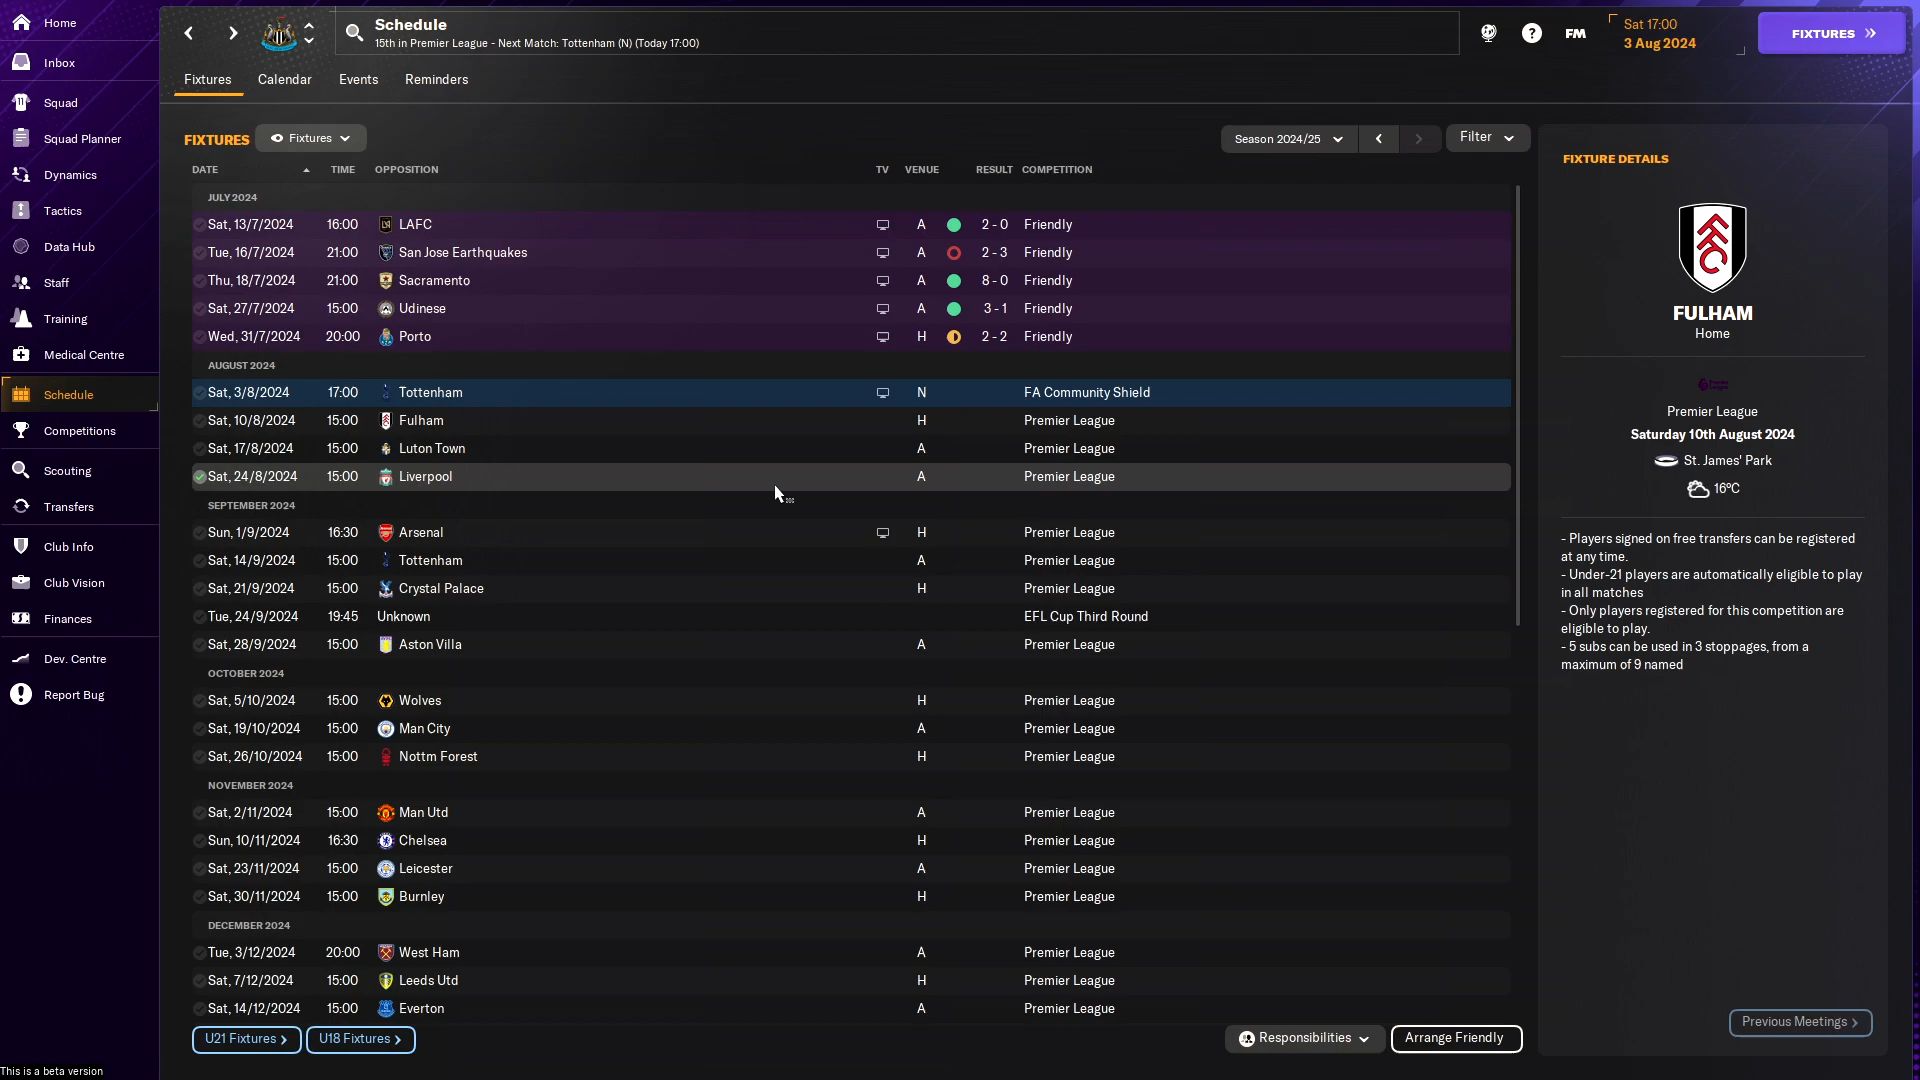 Home
Inbox
Squad
Squad Planner
Dynamics
Tactics
Data Hub
Staff
Training
Medical Centre
Schedule
Competitions
Scouting
Transfers
Club Info
Club Vision
Finances
Dev. Centre
Report Bug
This is a beta version
Schedule
15th in Premier League - Next Match: Tottenham (N) (Today 17:00)
FM
Sat 17:00
3 Aug 2024
FIXTURES
Fixtures Calendar Events Reminders
FIXTURES Fixtures Season 2024/25 Filter
DATE TIME OPPOSITION TV VENUE RESULT COMPETITION
JULY 2024
Sat, 13/7/2024 16:00 LAFC A 2 - 0 Friendly
Tue, 16/7/2024 21:00 San Jose Earthquakes A 2 - 3 Friendly
Thu, 18/7/2024 21:00 Sacramento A 8 - 0 Friendly
Sat, 27/7/2024 15:00 Udinese A 3 - 1 Friendly
Wed, 31/7/2024 20:00 Porto H 2 - 2 Friendly
AUGUST 2024
Sat, 3/8/2024 17:00 Tottenham N FA Community Shield
Sat, 10/8/2024 15:00 Fulham H Premier League
Sat, 17/8/2024 15:00 Luton Town A Premier League
Sat, 24/8/2024 15:00 Liverpool A Premier League
SEPTEMBER 2024
Sun, 1/9/2024 16:30 Arsenal H Premier League
Sat, 14/9/2024 15:00 Tottenham A Premier League
Sat, 21/9/2024 15:00 Crystal Palace H Premier League
Tue, 24/9/2024 19:45 Unknown EFL Cup Third Round
Sat, 28/9/2024 15:00 Aston Villa A Premier League
OCTOBER 2024
Sat, 5/10/2024 15:00 Wolves H Premier League
Sat, 19/10/2024 15:00 Man City A Premier League
Sat, 26/10/2024 15:00 Nottm Forest H Premier League
NOVEMBER 2024
Sat, 2/11/2024 15:00 Man Utd A Premier League
Sun, 10/11/2024 16:30 Chelsea H Premier League
Sat, 23/11/2024 15:00 Leicester A Premier League
Sat, 30/11/2024 15:00 Burnley H Premier League
DECEMBER 2024
Tue, 3/12/2024 20:00 West Ham A Premier League
Sat, 7/12/2024 15:00 Leeds Utd H Premier League
Sat, 14/12/2024 15:00 Everton A Premier League
U21 Fixtures U18 Fixtures Responsibilities Arrange Friendly
FIXTURE DETAILS
FFC
FULHAM
Home
Premier League
Premier League
Saturday 10th August 2024
St. James' Park
16°C
- Players signed on free transfers can be registered
at any time.
- Under-21 players are automatically eligible to play
in all matches
- Only players registered for this competition are
eligible to play.
- 5 subs can be used in 3 stoppages, from a
maximum of 9 named
Previous Meetings